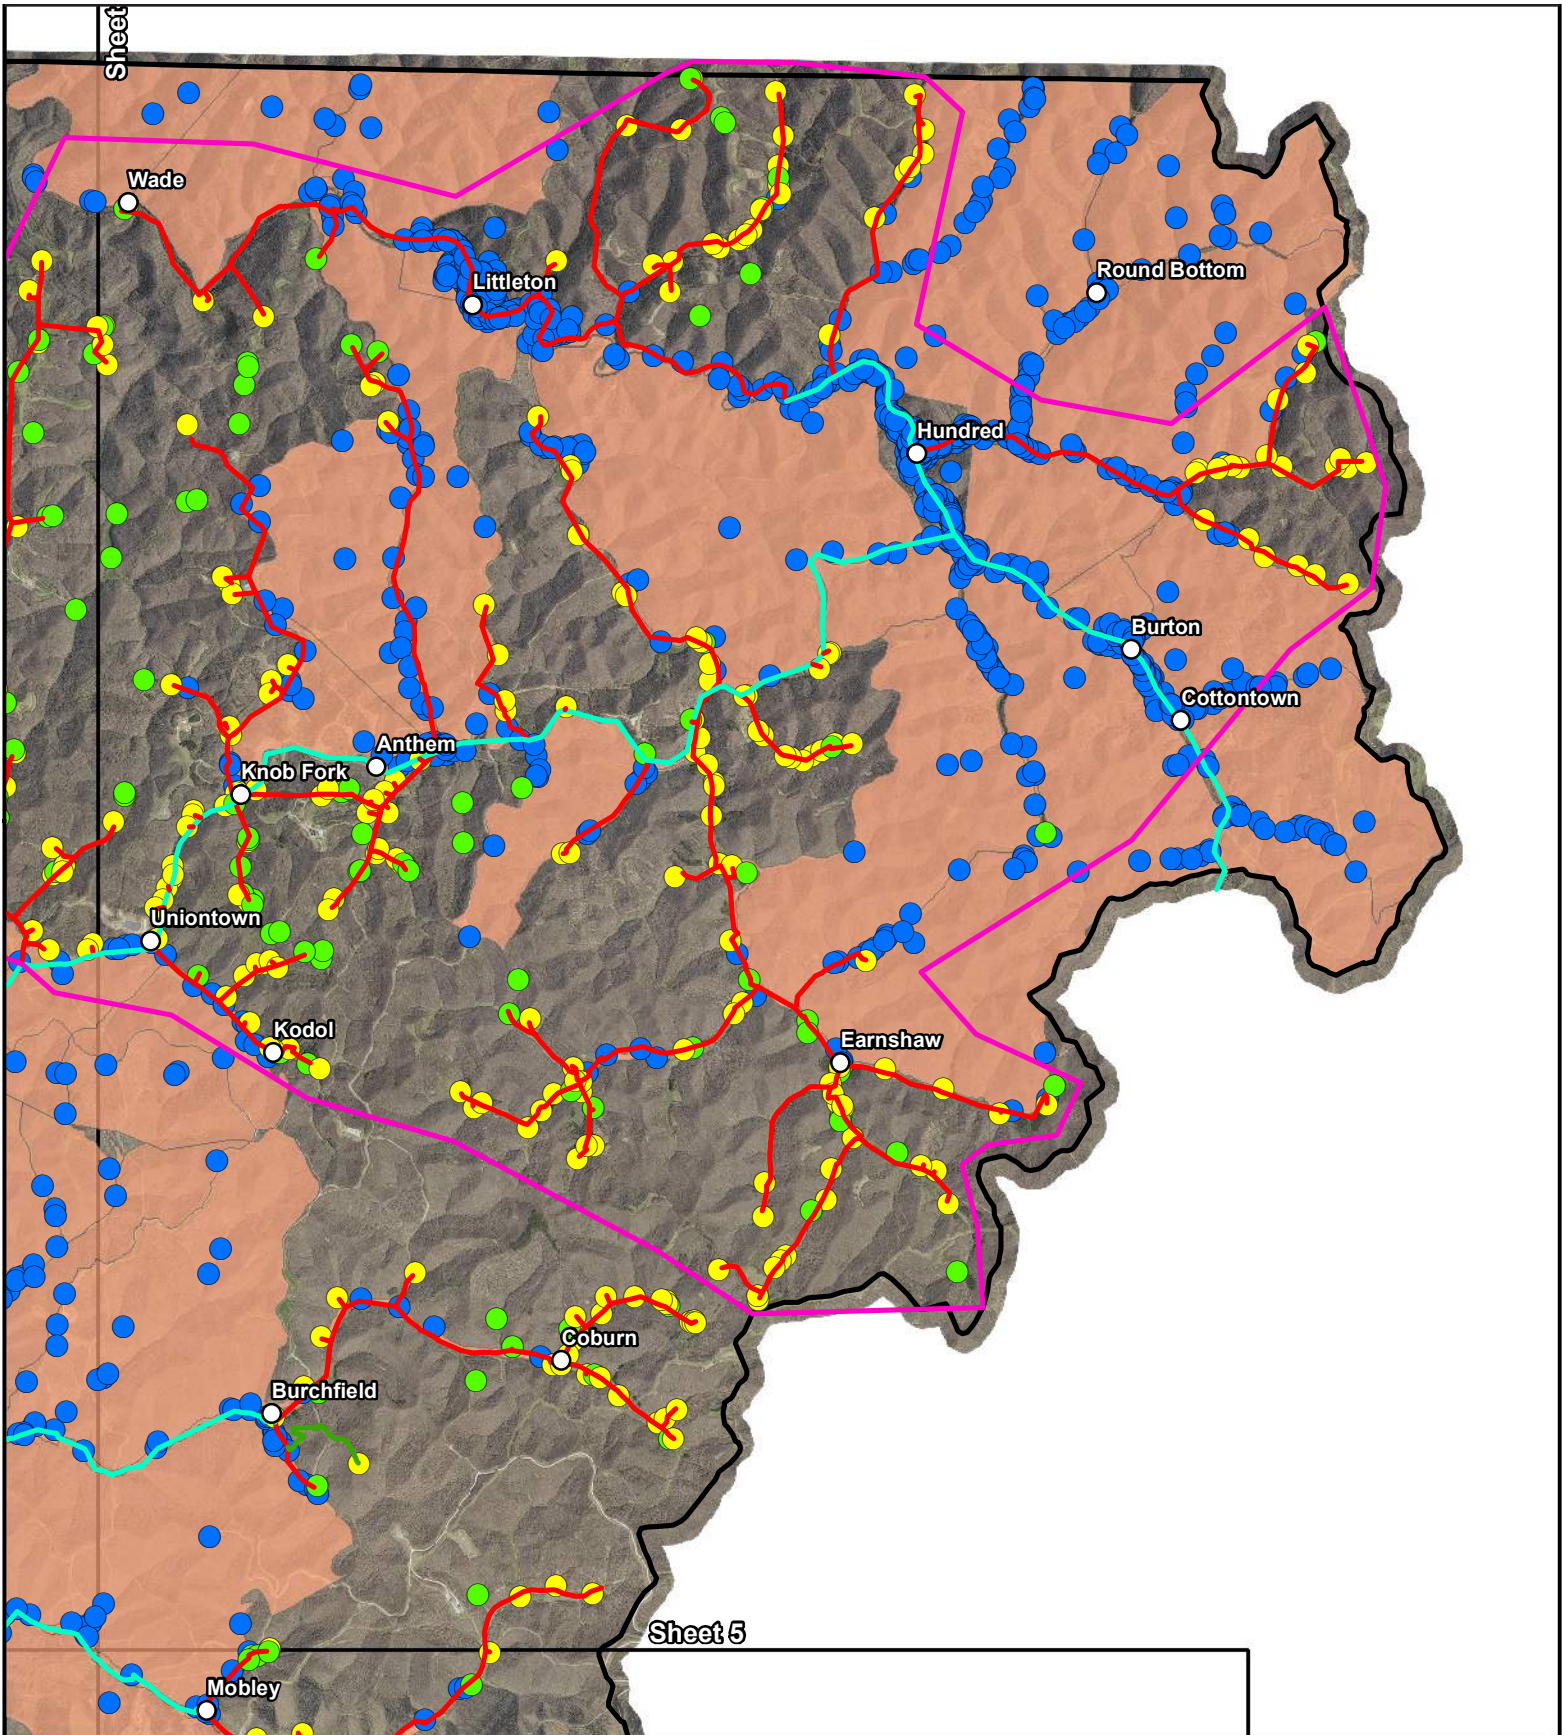 Sheet
Wade
Round Bottom
Littleton
Hundred
Burton
Cottontown
Anthem
Knob Fork
Uniontown
Kodol
Earnshaw
Coburn
Burchfield
Sheet 5
Mobley